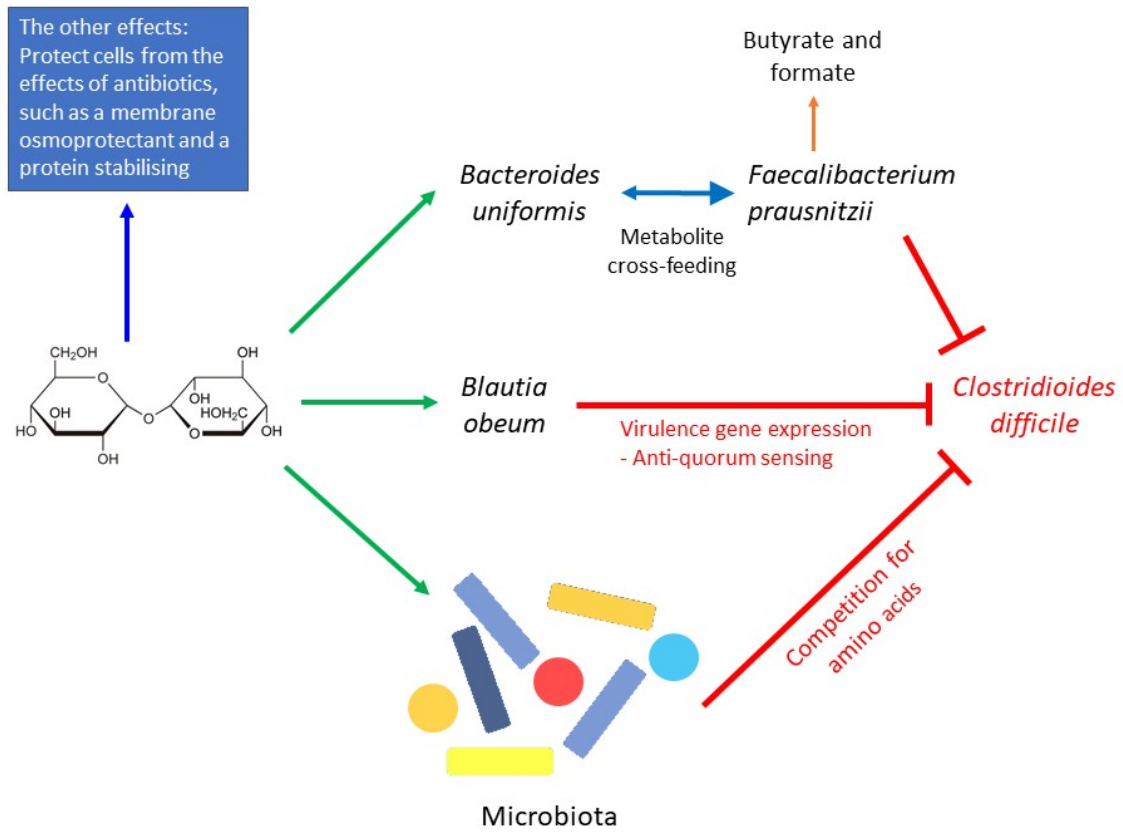 The other effects:
Protect cells from the
effects of antibiotics,
such as a membrane
osmoprotectant and a
protein stabilising
Butyrate and
formate
Bacteroides
uniformis
Faecalibacterium
prausnitzii
Metabolite
cross-feeding
CH₂OH
O
OH
HO
OH
O
OH
OH
HOH₂C
O
OH
Blautia
obeum
Virulence gene expression
- Anti-quorum sensing
Clostridioides
difficile
Competition for
amino acids
Microbiota